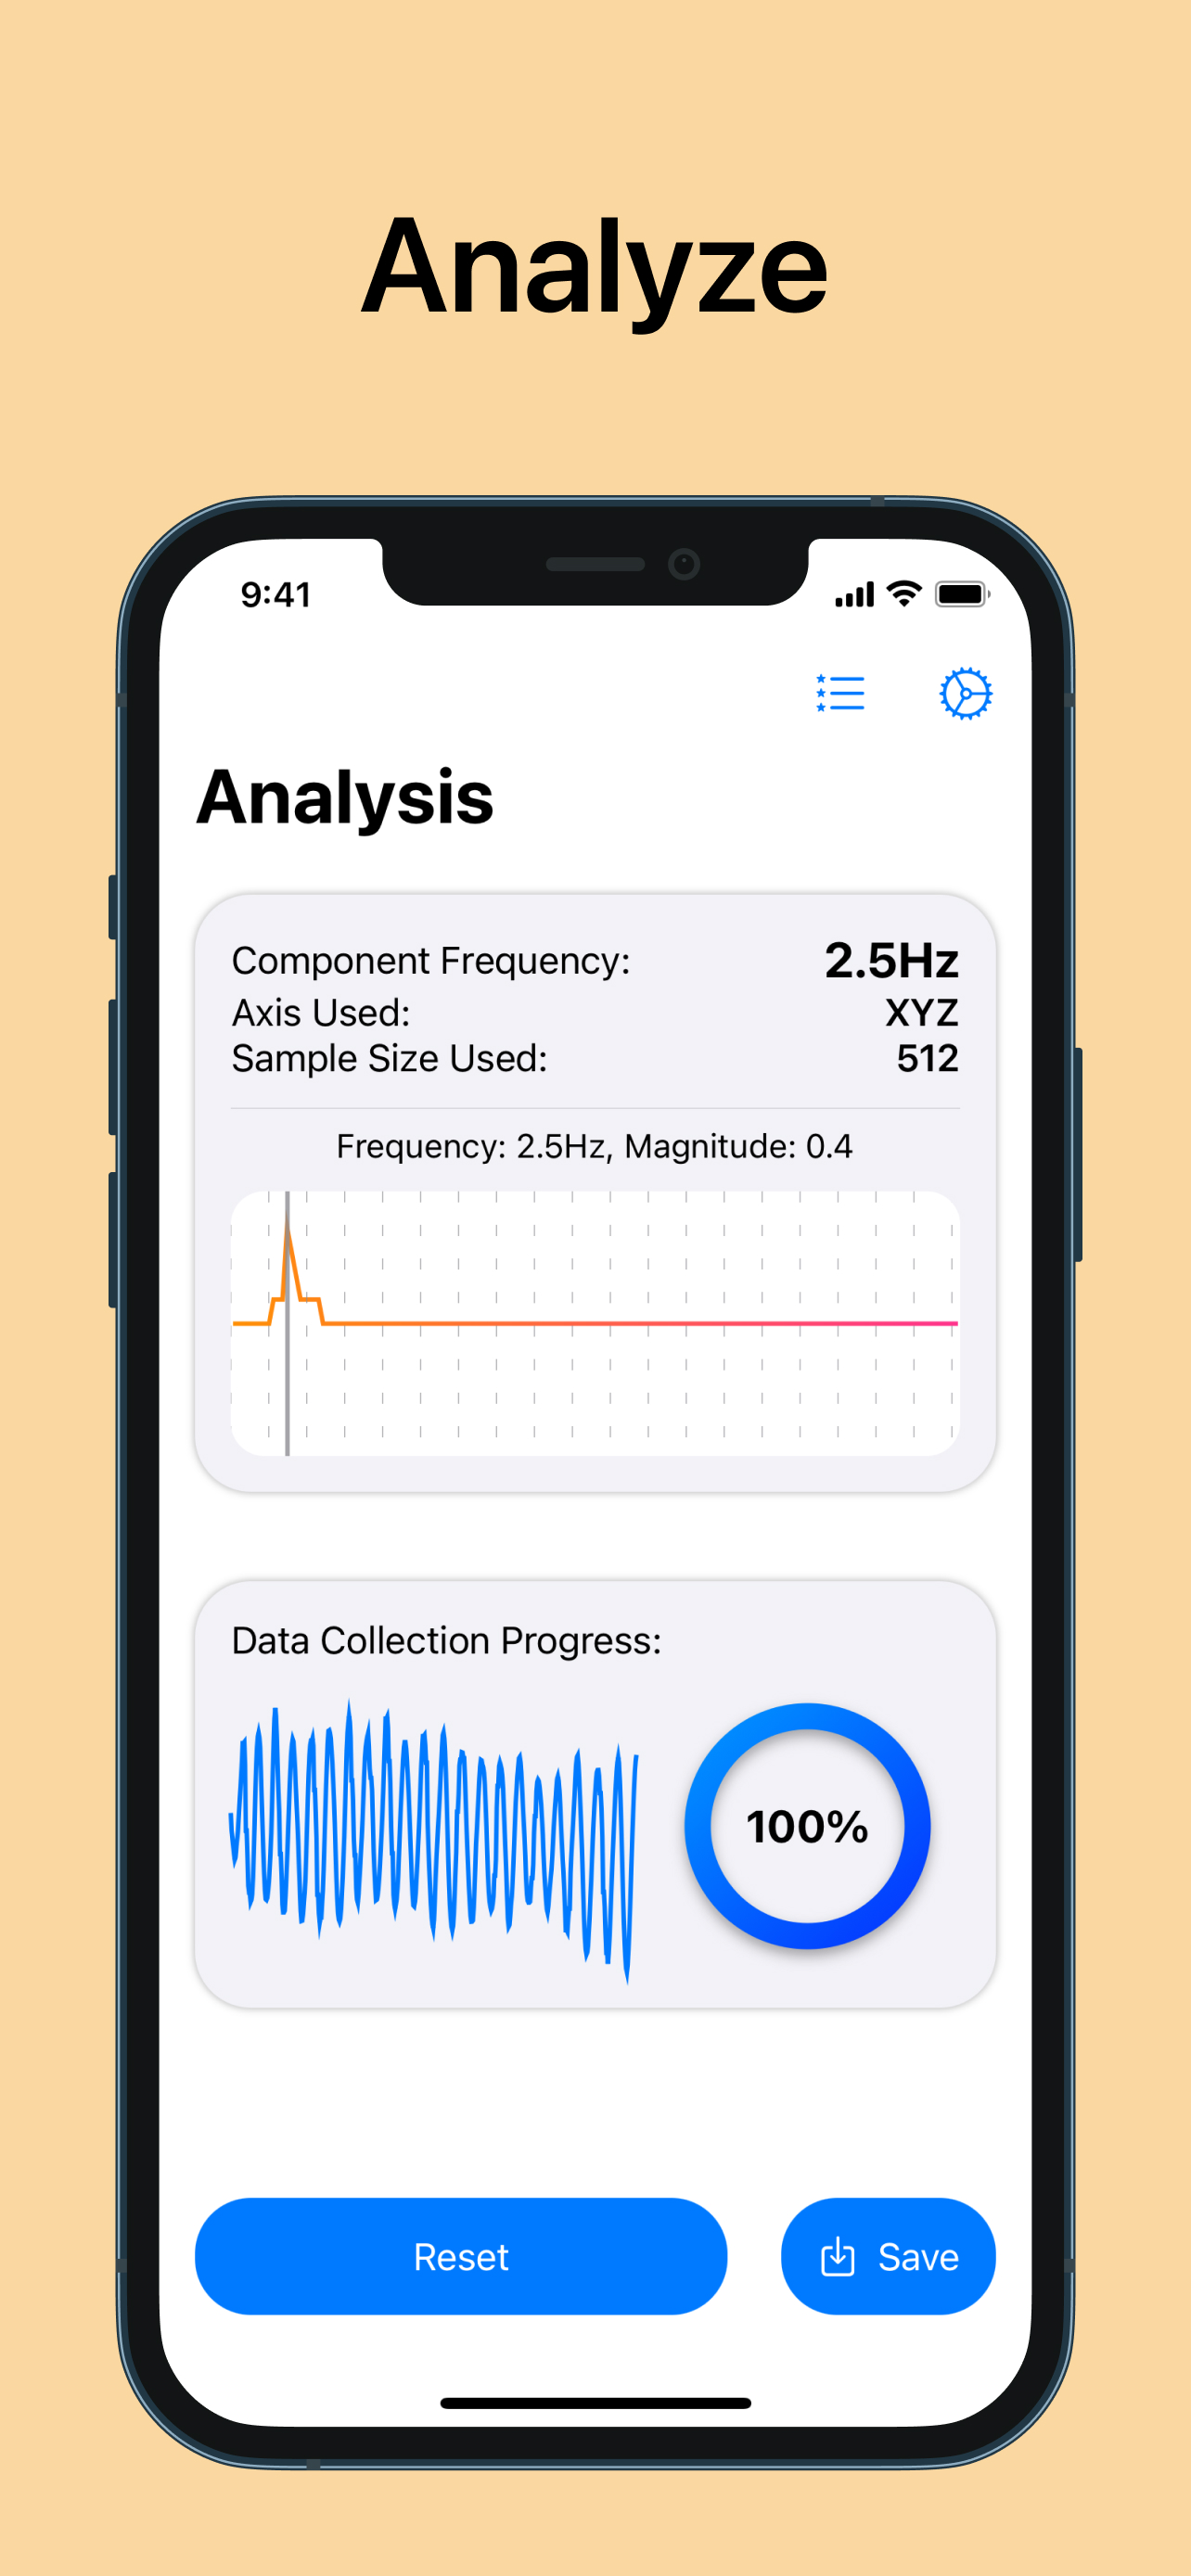 Analyze
9:41
Analysis
Component Frequency: 2.5Hz
Axis Used: XYZ
Sample Size Used: 512
Frequency: 2.5Hz, Magnitude: 0.4
Data Collection Progress:
100%
Reset Save